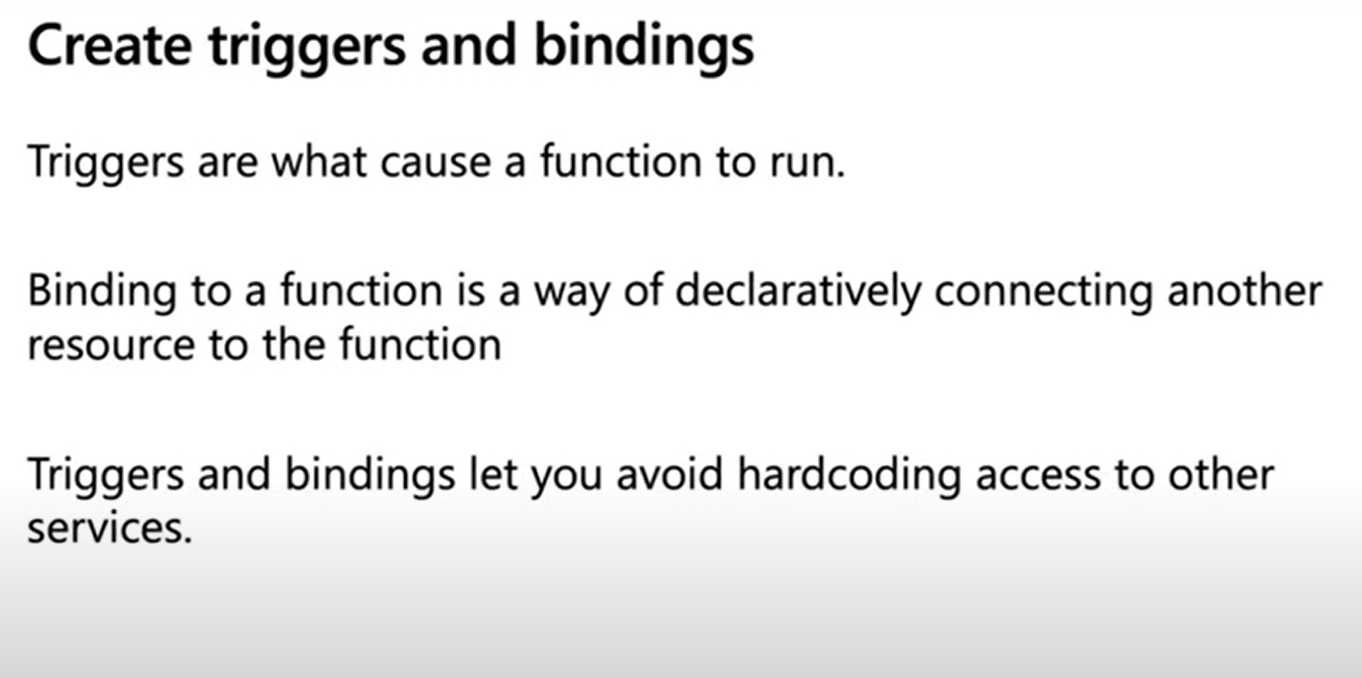 Create triggers and bindings
Triggers are what cause a function to run.
Binding to a function is a way of declaratively connecting another
resource to the function
Triggers and bindings let you avoid hardcoding access to other
services.